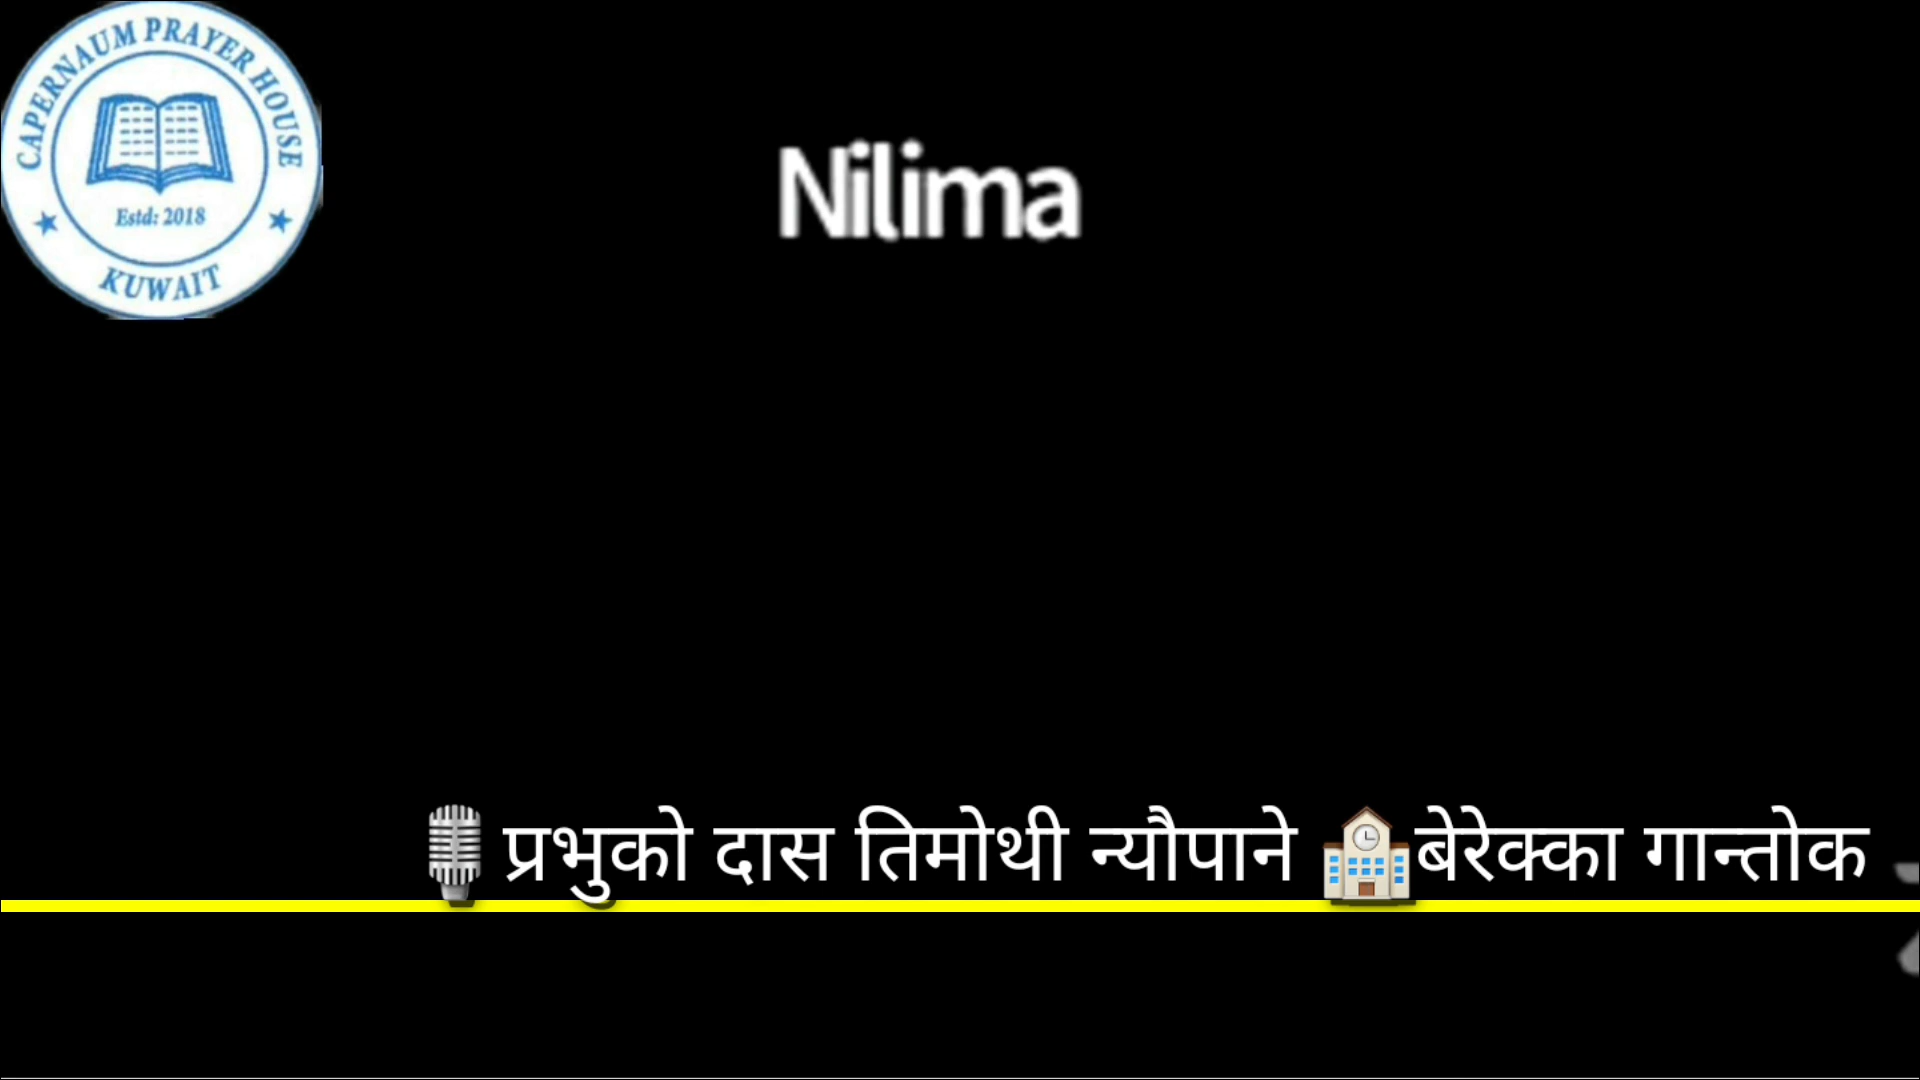 CAPERNAUM PRAYER HOUSE
Estd: 2018
KUWAIT
Nilima
प्रभुको दास तिमोथी न्यौपाने बेरेक्का गान्तोक